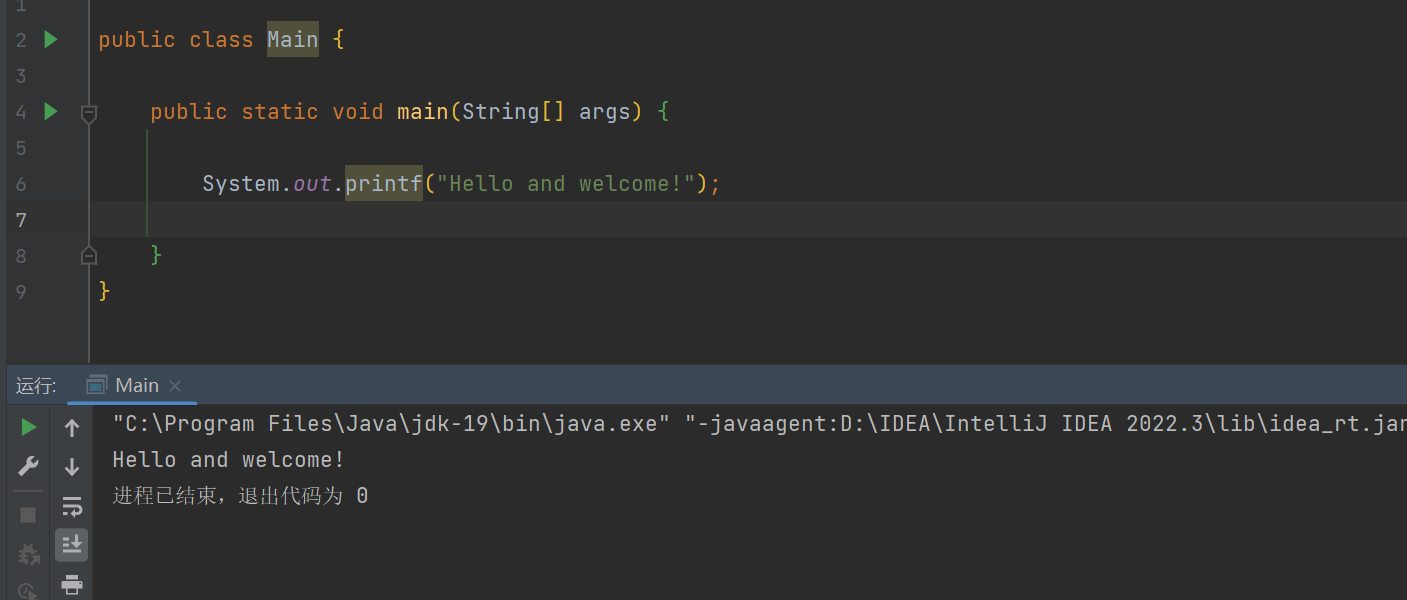 1
2 public class Main {
3
4 public static void main(String[] args) {
5
6 System.out.printf("Hello and welcome!");
7
8 }
9 }
运行: Main
"C:\Program Files\Java\jdk-19\bin\java.exe" "-javaagent:D:\IDEA\IntelliJ IDEA 2022.3\lib\idea_rt.jar
Hello and welcome!
进程已结束，退出代码为 0